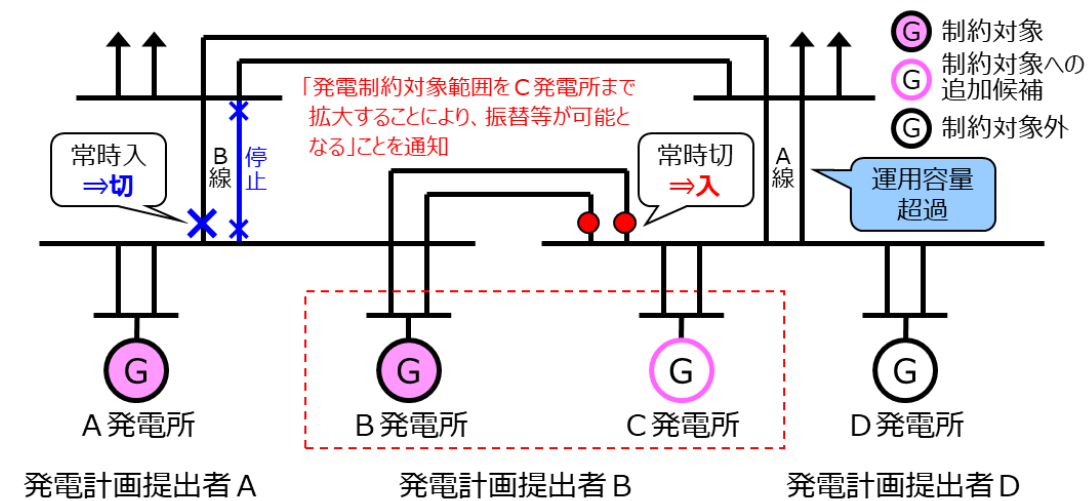 G 制約対象
G 制約対象への
追加候補
G 制約対象外
「発電制約対象範囲をC発電所まで
拡大することにより、振替等が可能と
なる」ことを通知
常時入
⇒切
B線
停止
常時切
⇒入
A線
運用容量
超過
G
G
G
G
A発電所
B発電所
C発電所
D発電所
発電計画提出者A
発電計画提出者B
発電計画提出者D